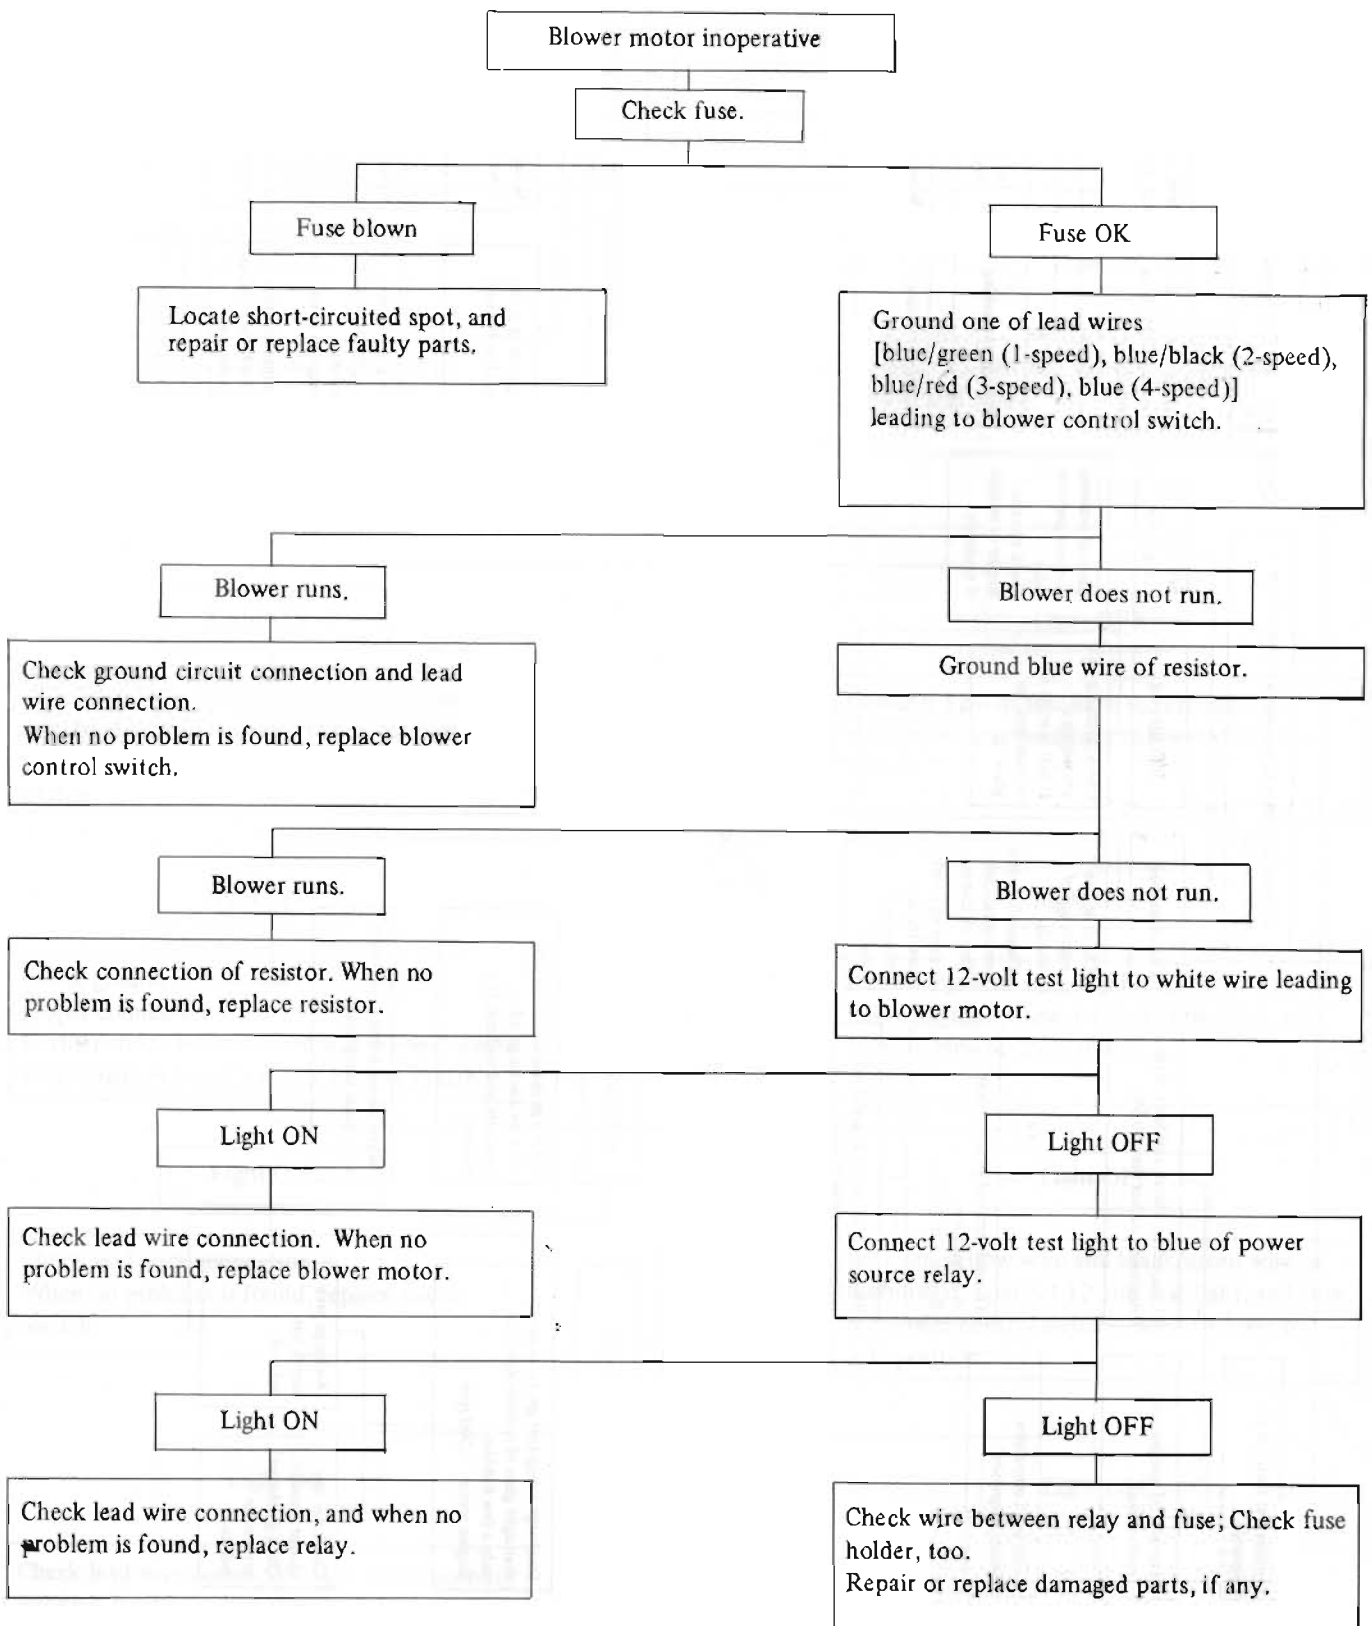 Blower motor inoperative
Check fuse.
Fuse blown
Fuse OK
Locate short-circuited spot, and
repair or replace faulty parts.
Ground one of lead wires
[blue/green (1-speed), blue/black (2-speed),
blue/red (3-speed), blue (4-speed)]
leading to blower control switch.
Blower runs.
Blower does not run.
Check ground circuit connection and lead
wire connection.
When no problem is found, replace blower
control switch.
Ground blue wire of resistor.
Blower runs.
Blower does not run.
Check connection of resistor. When no
problem is found, replace resistor.
Connect 12-volt test light to white wire leading
to blower motor.
Light ON
Light OFF
Check lead wire connection. When no
problem is found, replace blower motor.
Connect 12-volt test light to blue of power
source relay.
Light ON
Light OFF
Check lead wire connection, and when no
problem is found, replace relay.
Check wire between relay and fuse; Check fuse
holder, too.
Repair or replace damaged parts, if any.